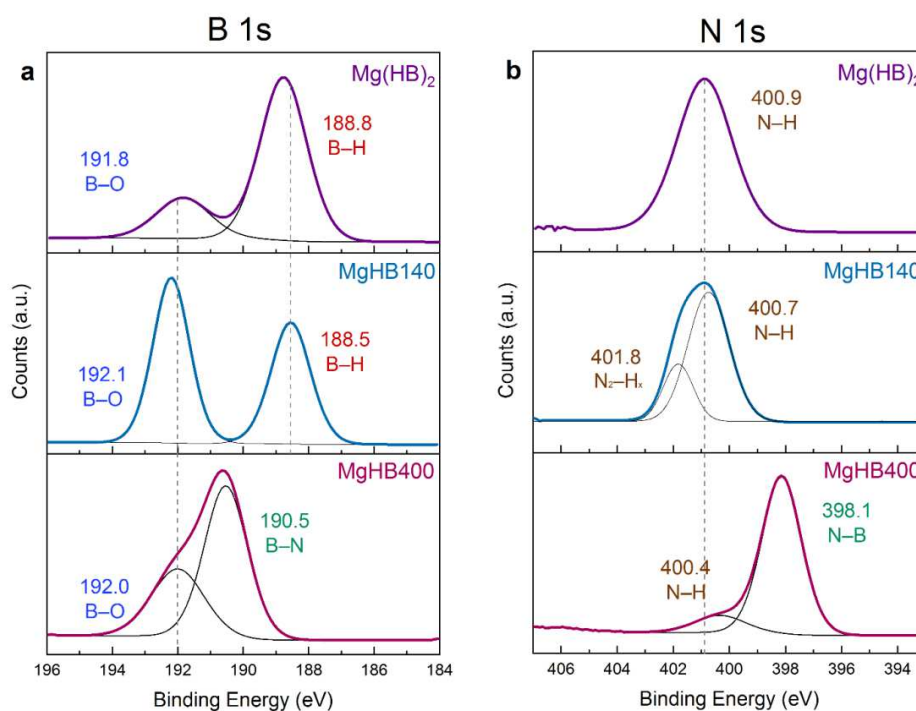 B 1s
a
Mg(HB)₂
188.8
B–H
191.8
B–O
MgHB140
188.5
B–H
192.1
B–O
MgHB400
190.5
B–N
192.0
B–O
196 194 192 190 188 186 184
Binding Energy (eV)
Counts (a.u.)
N 1s
b
Mg(HB)₂
400.9
N–H
MgHB140
400.7
N–H
401.8
N₂–Hₓ
MgHB400
398.1
N–B
400.4
N–H
406 404 402 400 398 396 394
Binding Energy (eV)
Counts (a.u.)